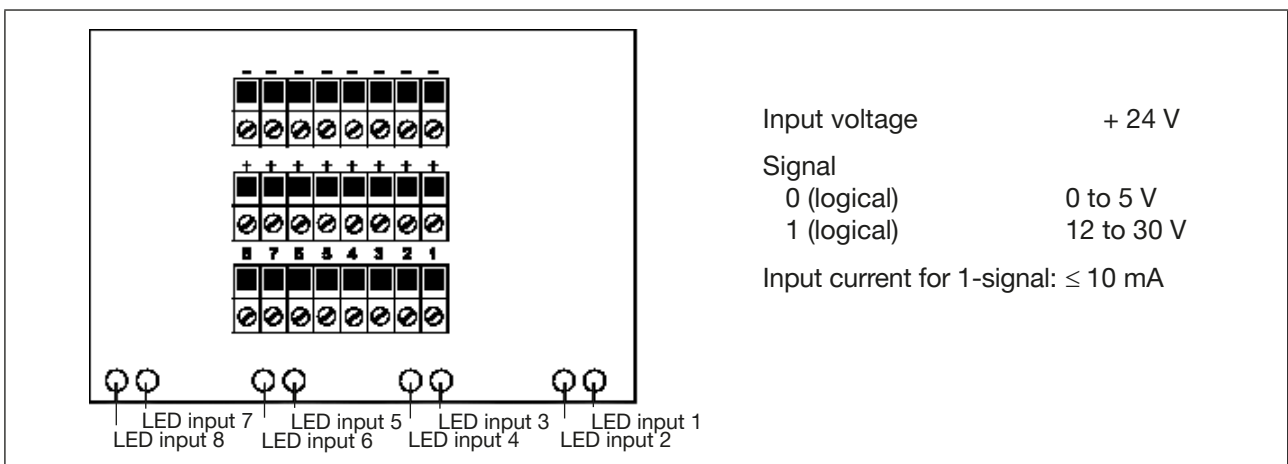 - - - - - - - -
+ + + + + + + +
8 7 6 5 4 3 2 1
LED input 7 LED input 5 LED input 3 LED input 1
LED input 8 LED input 6 LED input 4 LED input 2
Input voltage + 24 V
Signal
0 (logical) 0 to 5 V
1 (logical) 12 to 30 V
Input current for 1-signal: ≤ 10 mA